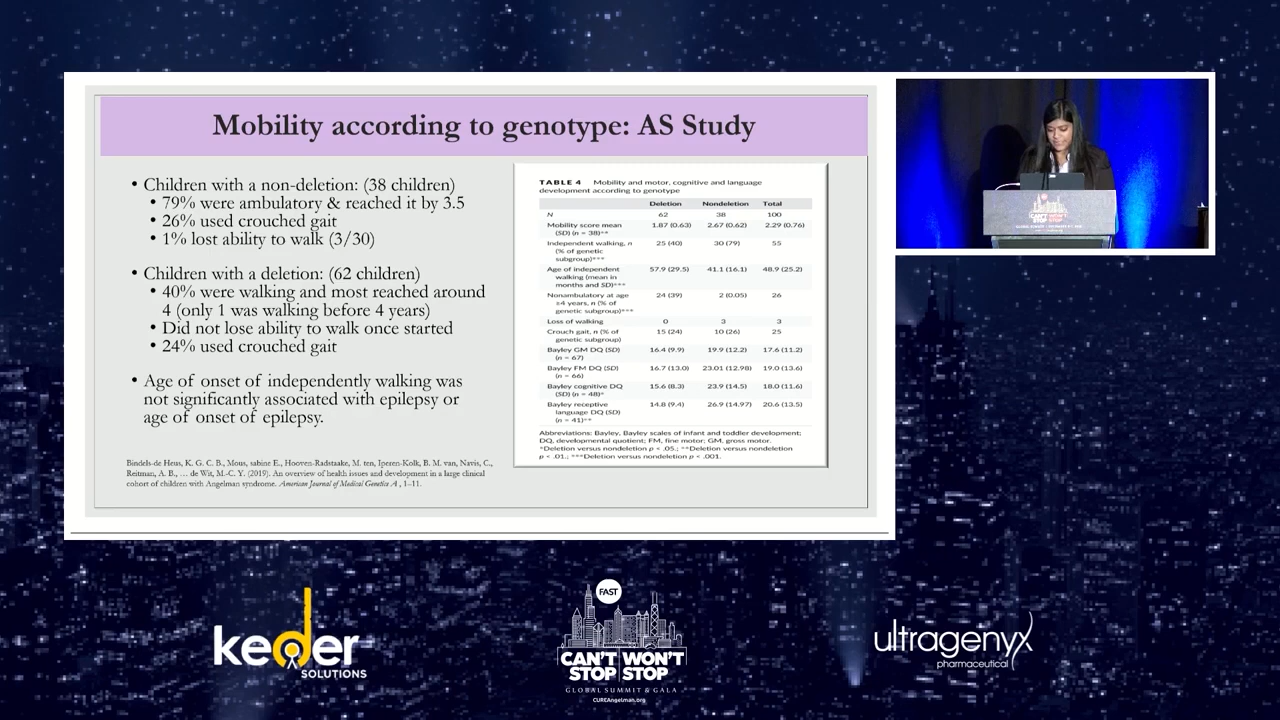 Mobility according to genotype: AS Study
• Children with a non-deletion: (38 children)
• 79% were ambulatory & reached it by 3.5
• 26% used crouched gait
• 1% lost ability to walk (3/30)
• Children with a deletion: (62 children)
• 40% were walking and most reached around
4 (only 1 was walking before 4 years)
• Did not lose ability to walk once started
• 24% used crouched gait
• Age of onset of independently walking was
not significantly associated with epilepsy or
age of onset of epilepsy.
Bindels-de Heus, K. G. C. B., Mous, sabine E., Hooven-Radstaake, M. ten, Iperen-Kolk, B. M. van, Navis, C.,
Reitman, A. B., … de Wit, M.-C. Y. (2019). An overview of health issues and development in a large clinical
cohort of children with Angelman syndrome. American Journal of Medical Genetics A , 1–11.
TABLE 4 Mobility and motor, cognitive and language
development according to genotype
Deletion Nondeletion Total
N 62 38 100
Mobility score mean 1.87 (0.63) 2.67 (0.62) 2.29 (0.76)
(SD) (n = 38)**
Independent walking, n 25 (40) 30 (79) 55
(% of genetic
subgroup)***
Age of independent 57.9 (29.5) 41.1 (16.1) 48.9 (25.2)
walking (mean in
months and SD)***
Nonambulatory at age 24 (39) 2 (0.05) 26
≥4 years, n (% of
genetic subgroup)***
Loss of walking 0 3 3
Crouch gait, n (% of 15 (24) 10 (26) 25
genetic subgroup)
Bayley GM DQ (SD) 16.4 (9.9) 19.9 (12.2) 17.6 (11.2)
(n = 67)
Bayley FM DQ (SD) 16.7 (13.0) 23.01 (12.98) 19.0 (13.6)
(n = 66)
Bayley cognitive DQ 15.6 (8.3) 23.9 (14.5) 18.0 (11.6)
(SD) (n = 48)*
Bayley receptive 14.8 (9.4) 26.9 (14.97) 20.6 (13.5)
language DQ (SD)
(n = 41)**
Abbreviations: Bayley, Bayley scales of infant and toddler development;
DQ, developmental quotient; FM, fine motor; GM, gross motor.
*Deletion versus nondeletion p < .05.; **Deletion versus nondeletion
p < .01.; ***Deletion versus nondeletion p < .001.
CAN'T WON'T
STOP STOP
keder
SOLUTIONS
FAST
CAN'T WON'T
STOP STOP
GLOBAL SUMMIT & GALA
CUREAngelman.org
ultragenyx
pharmaceutical